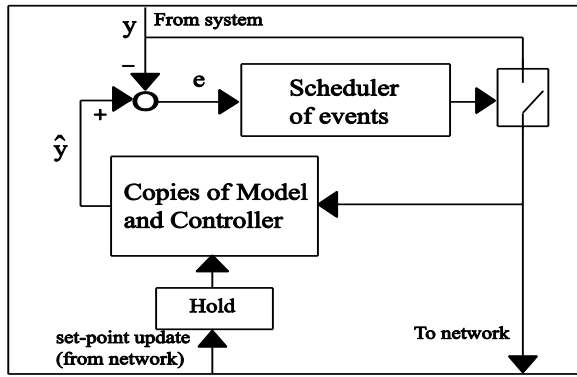 y
From system
−
e
Scheduler
of events
+
ŷ
Copies of Model
and Controller
Hold
set-point update
(from network)
To network